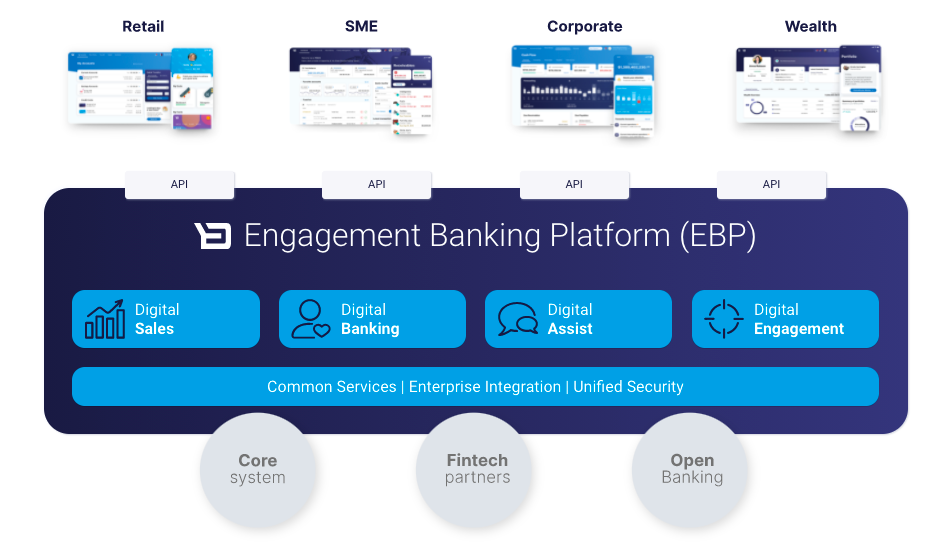 Retail
SME
Corporate
Wealth
API
API
API
API
Engagement Banking Platform (EBP)
Digital
Sales
Digital
Banking
Digital
Assist
Digital
Engagement
Common Services | Enterprise Integration | Unified Security
Core
system
Fintech
partners
Open
Banking